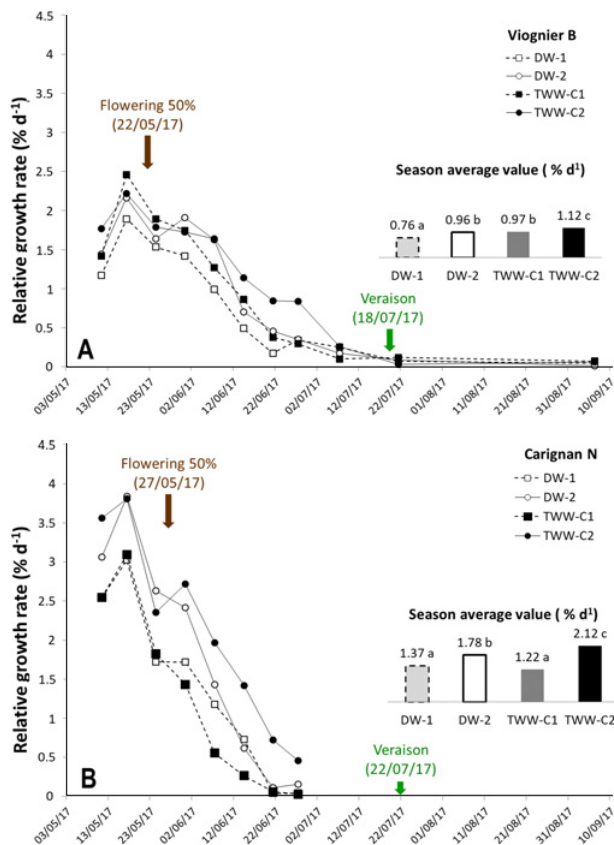 Viognier B
DW-1
DW-2
TWW-C1
TWW-C2
Flowering 50%
(22/05/17)
Season average value ( % d¹)
0.76 a
0.96 b
0.97 b
1.12 c
DW-1
DW-2
TWW-C1
TWW-C2
Veraison
(18/07/17)
Relative growth rate (% d⁻¹)
4.5
4
3.5
3
2.5
2
1.5
1
0.5
0
A
03/05/17
13/05/17
23/05/17
02/06/17
12/06/17
22/06/17
02/07/17
12/07/17
22/07/17
01/08/17
11/08/17
21/08/17
31/08/17
10/09/17
Carignan N
DW-1
DW-2
TWW-C1
TWW-C2
Flowering 50%
(27/05/17)
Season average value ( % d¹)
1.37 a
1.78 b
1.22 a
2.12 c
DW-1
DW-2
TWW-C1
TWW-C2
Veraison
(22/07/17)
Relative growth rate (% d⁻¹)
4.5
4
3.5
3
2.5
2
1.5
1
0.5
0
B
03/05/17
13/05/17
23/05/17
02/06/17
12/06/17
22/06/17
02/07/17
12/07/17
22/07/17
01/08/17
11/08/17
21/08/17
31/08/17
10/09/17